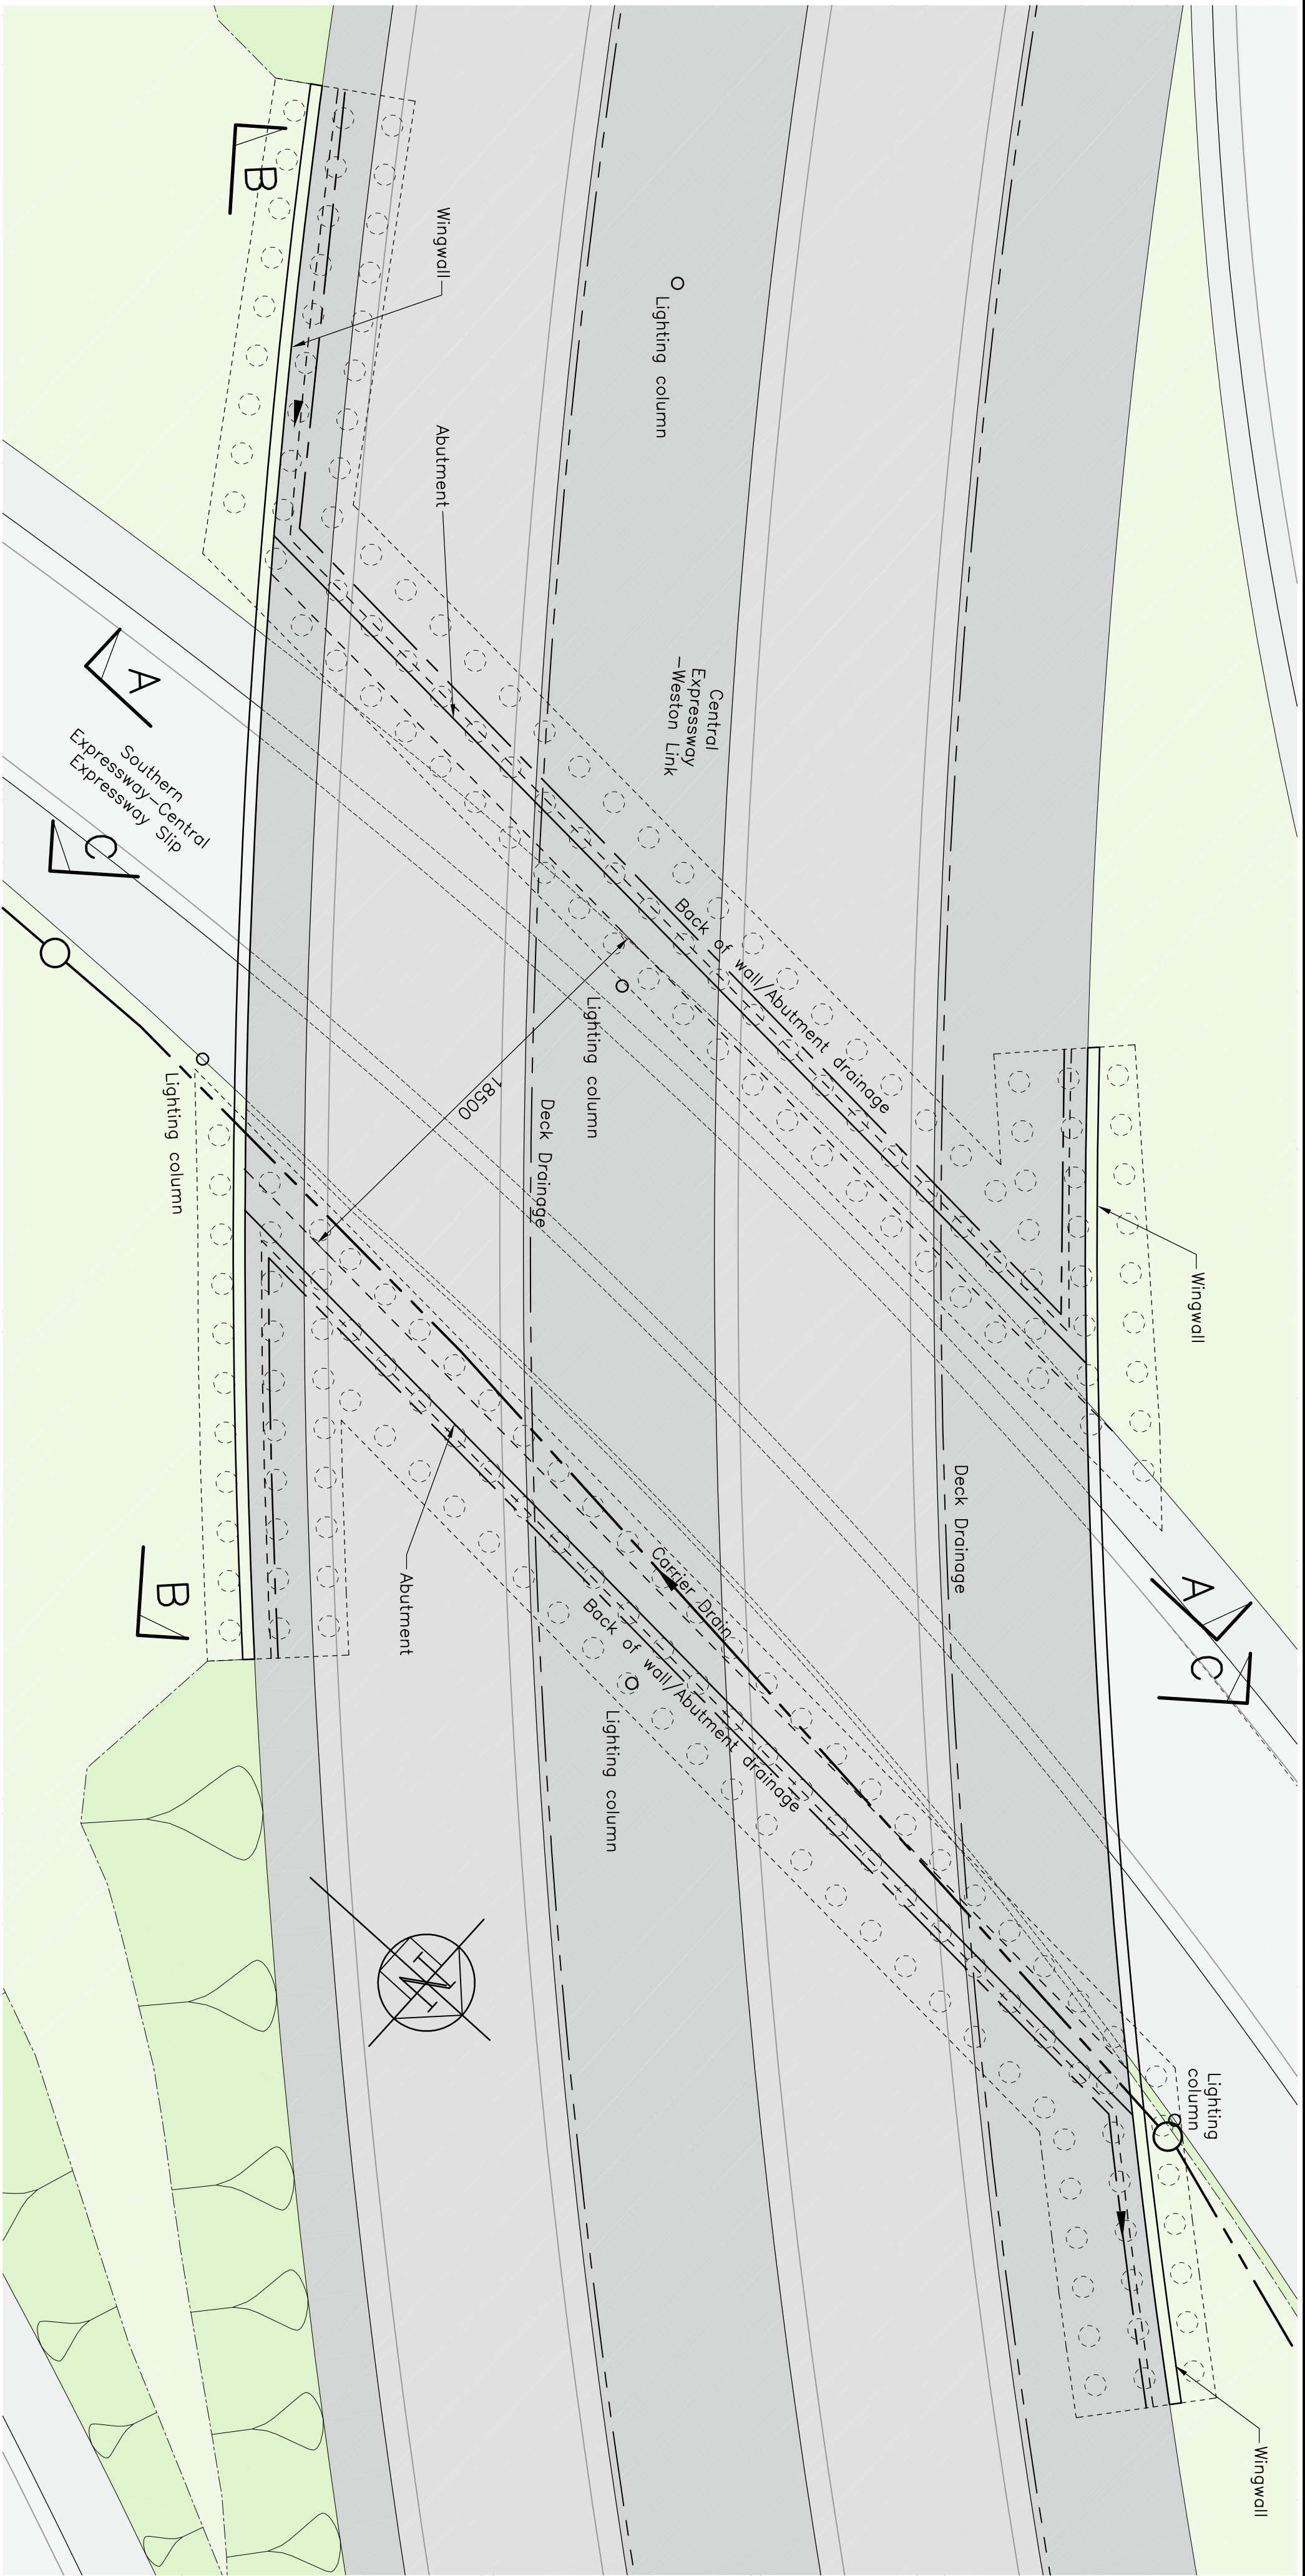 B
Wingwall
Lighting column
Abutment
A
Southern
Expressway–Central
Expressway Slip
C
Central
Expressway
–Weston Link
Back of wall/Abutment drainage
Lighting column
18500
Deck Drainage
Lighting column
Wingwall
Deck Drainage
B
Abutment
Carrier Drain
Back of wall/Abutment drainage
Lighting column
A
C
N
Lighting
column
Wingwall